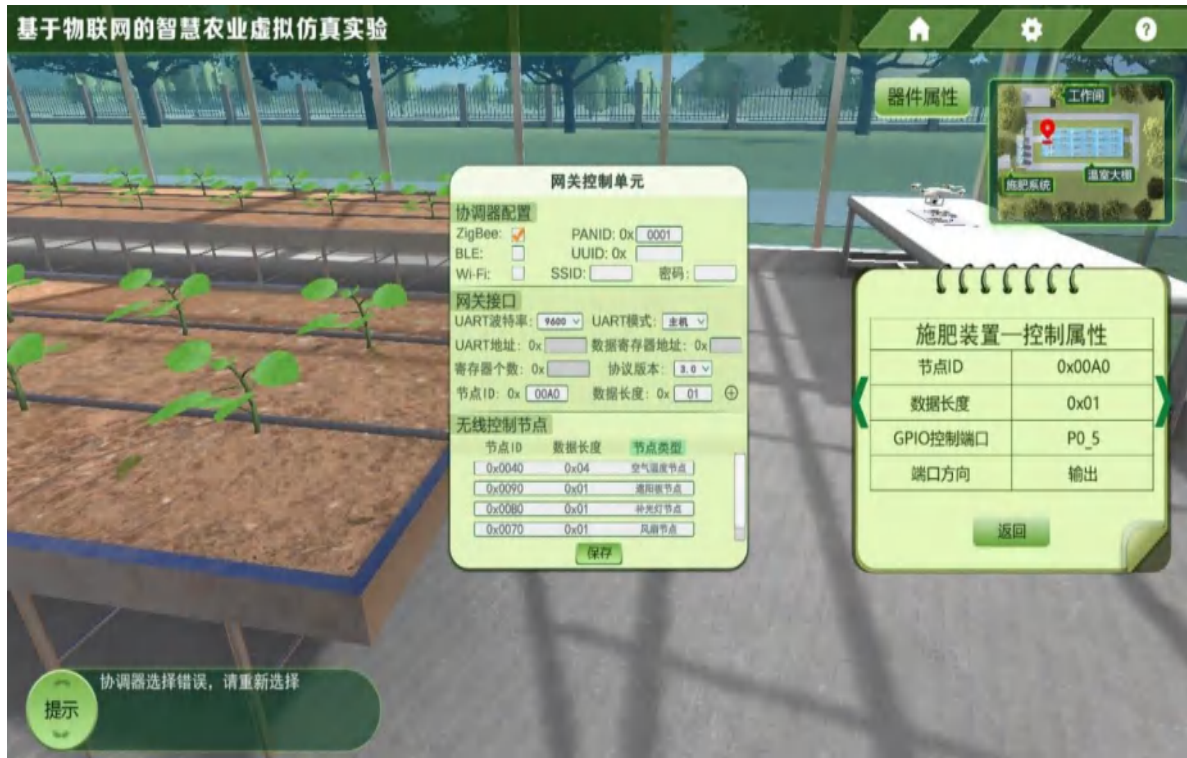 基于物联网的智慧农业虚拟仿真实验
器件属性
工作间
温室大棚
施肥系统
网关控制单元
协调器配置
ZigBee: PANID: 0x 0001
BLE: UUID: 0x
Wi-Fi: SSID: 密码:
网关接口
UART波特率: 9600 UART模式: 主机
UART地址: 0x 数据寄存器地址: 0x
寄存器个数: 0x 协议版本: 3.0
节点ID: 0x 00A0 数据长度: 0x 01
无线控制节点
节点ID 数据长度 节点类型
0x0040 0x04 空气温度节点
0x0090 0x01 遮阳板节点
0x0080 0x01 补光灯节点
0x0070 0x01 风扇节点
保存
施肥装置—控制属性
节点ID 0x00A0
数据长度 0x01
GPIO控制端口 P0_5
端口方向 输出
返回
提示
协调器选择错误，请重新选择